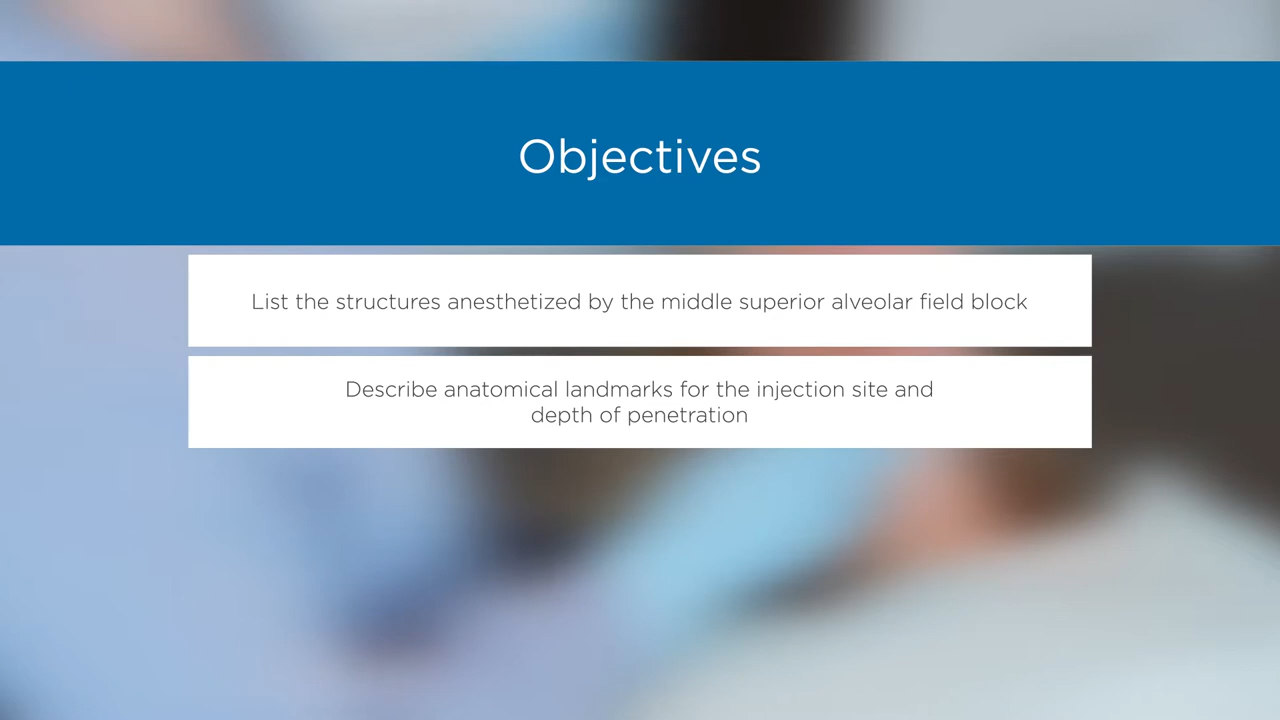 Objectives
List the structures anesthetized by the middle superior alveolar field block
Describe anatomical landmarks for the injection site and
depth of penetration